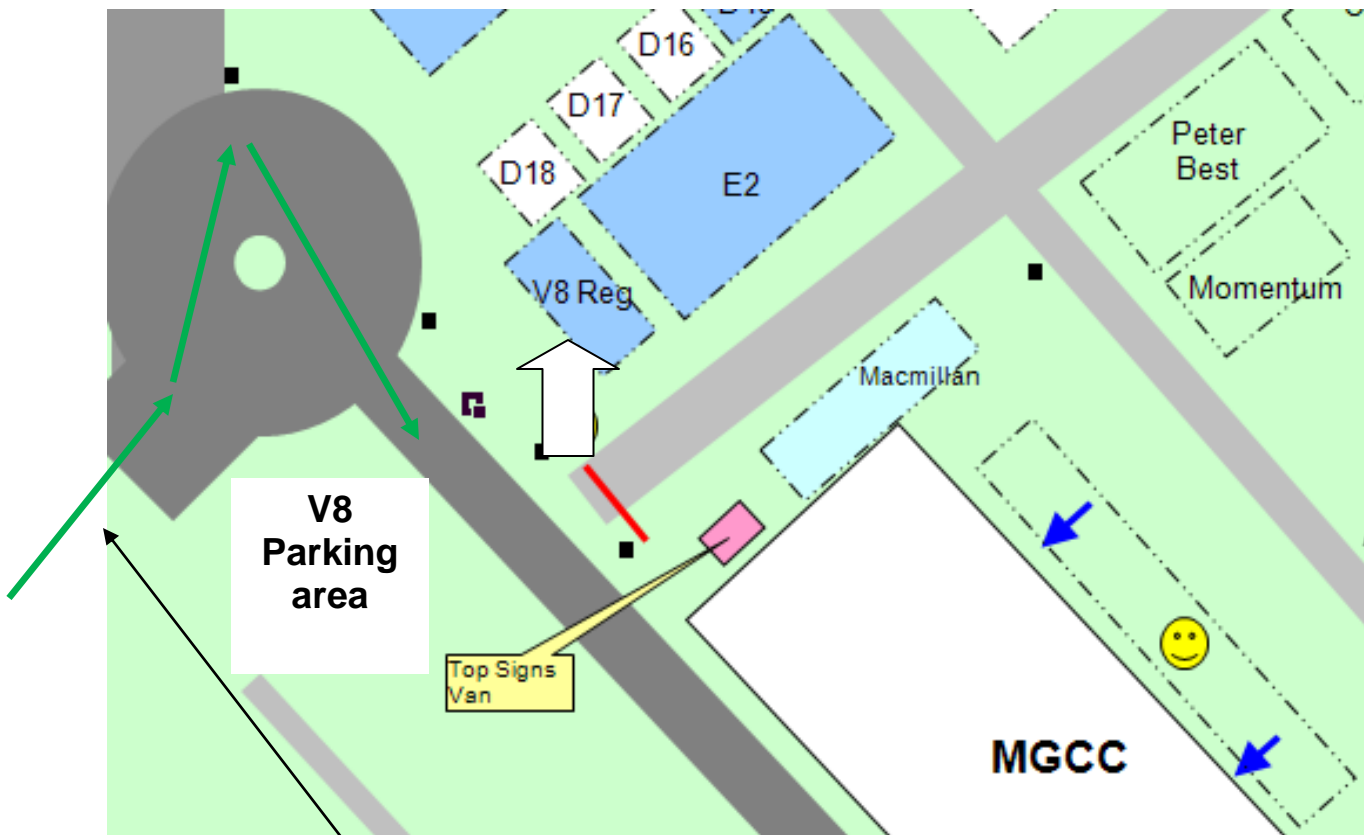 D16
D17
D18
E2
Peter
Best
V8 Reg
Momentum
Macmillan
V8
Parking
area
Top Signs
Van
MGCC